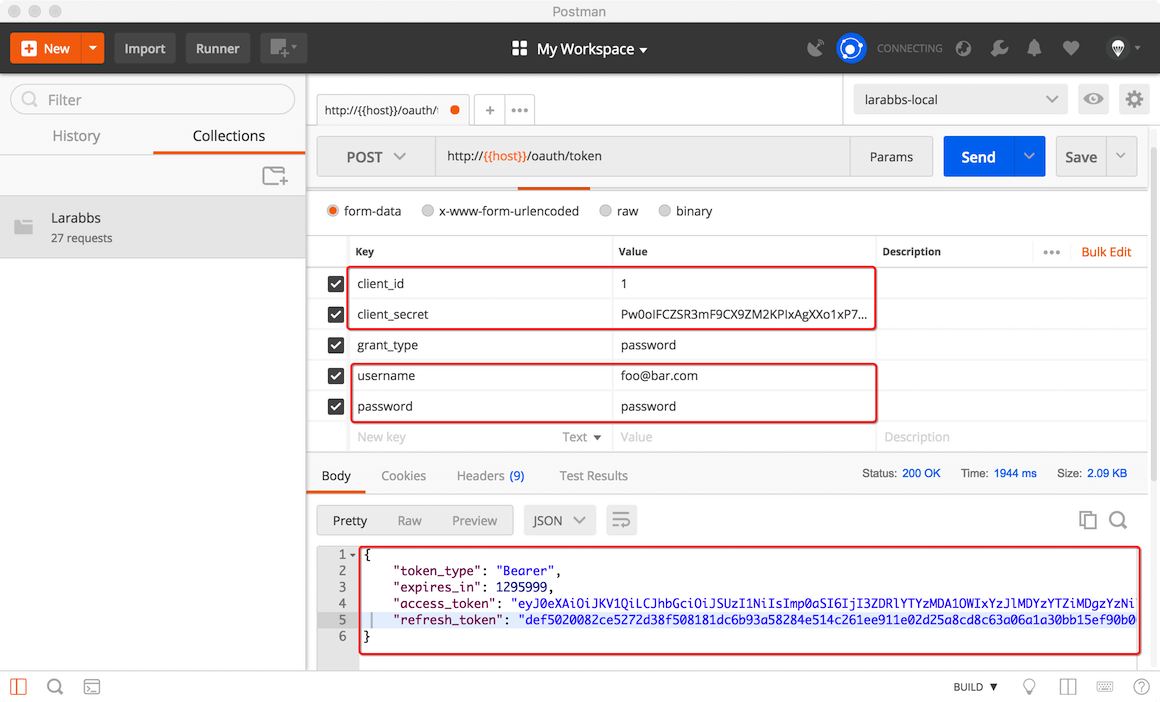 Postman
New
Import
Runner
My Workspace
CONNECTING
Filter
History
Collections
Larabbs
27 requests
http://{{host}}/oauth/
larabbs-local
POST
http://{{host}}/oauth/token
Params
Send
Save
form-data
x-www-form-urlencoded
raw
binary
Key Value Description
Bulk Edit
client_id 1
client_secret Pw0oIFCZSR3mF9CX9ZM2KPIxAgXXo1xP7...
grant_type password
username foo@bar.com
password password
New key Text Value Description
Body Cookies Headers (9) Test Results
Status: 200 OK Time: 1944 ms Size: 2.09 KB
Pretty Raw Preview JSON
1 {
2 "token_type": "Bearer",
3 "expires_in": 1295999,
4 "access_token": "eyJ0eXAiOiJKV1QiLCJhbGciOiJSUzI1NiIsImp0aSI6IjI3ZDRlYTYzMDA1OWIxYzJlMDYzYTZiMDgzYzNi
5 "refresh_token": "def5020082ce5272d38f508181dc6b93a58284e514c261ee911e02d25a8cd8c63a06a1a30bb15ef90b0
6 }
BUILD